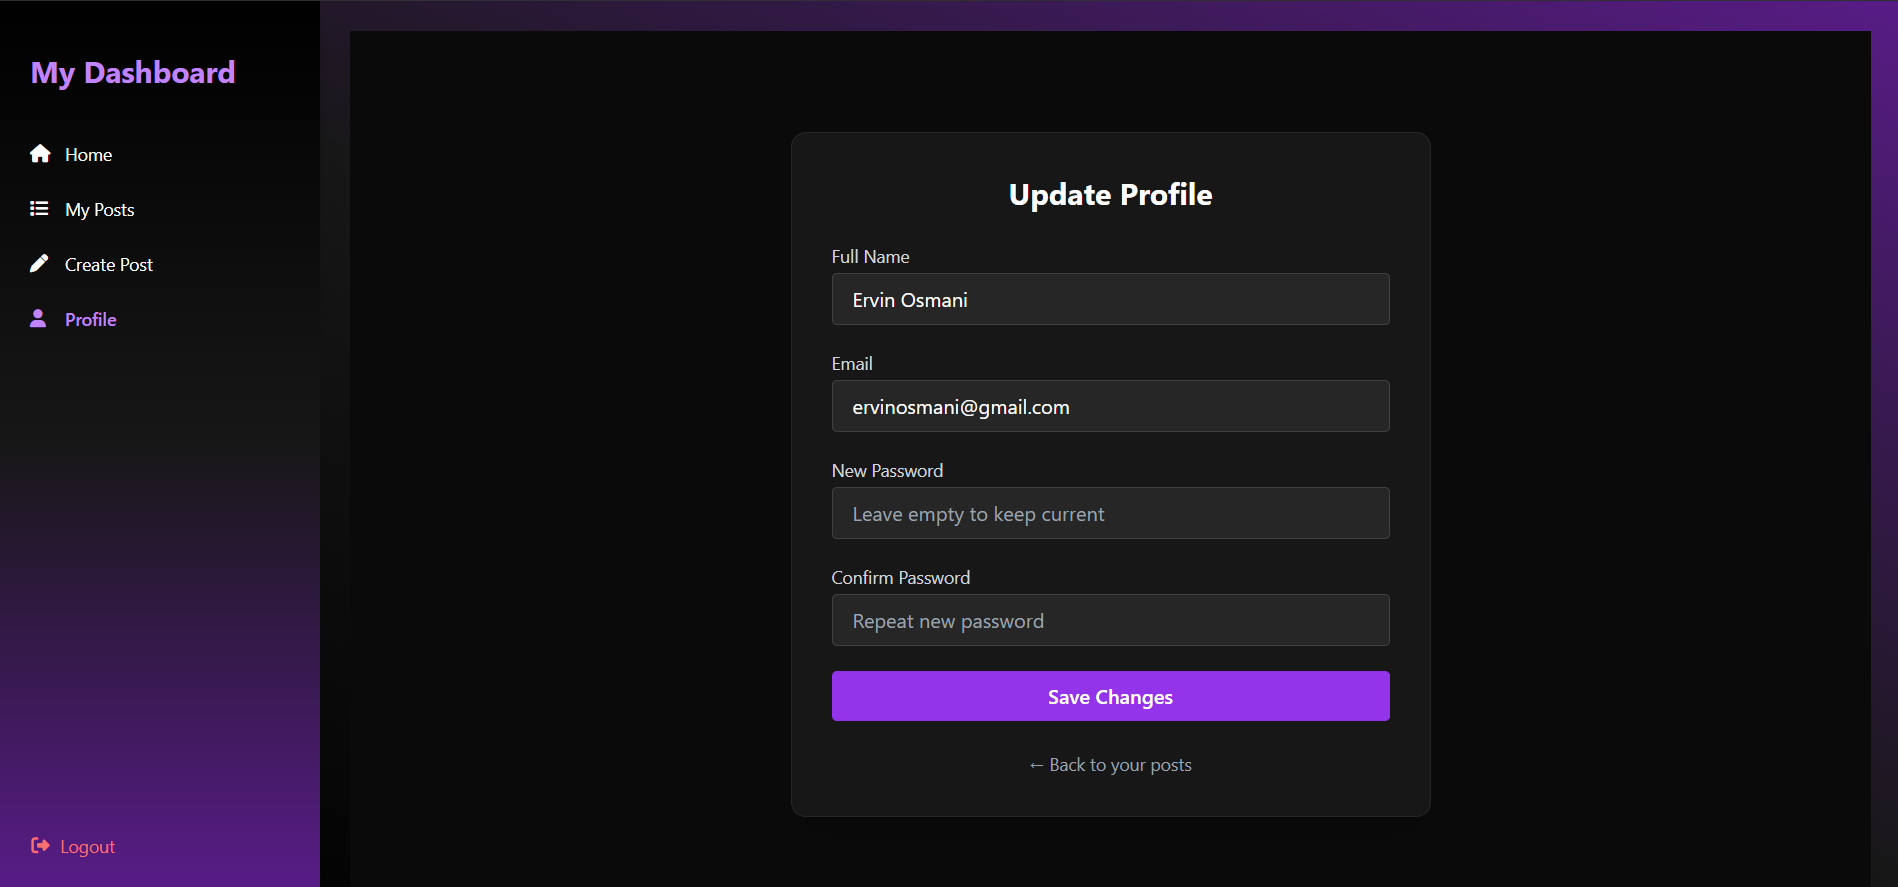 My Dashboard
Home
My Posts
Create Post
Profile
Logout
Update Profile
Full Name
Ervin Osmani
Email
ervinosmani@gmail.com
New Password
Leave empty to keep current
Confirm Password
Repeat new password
Save Changes
← Back to your posts